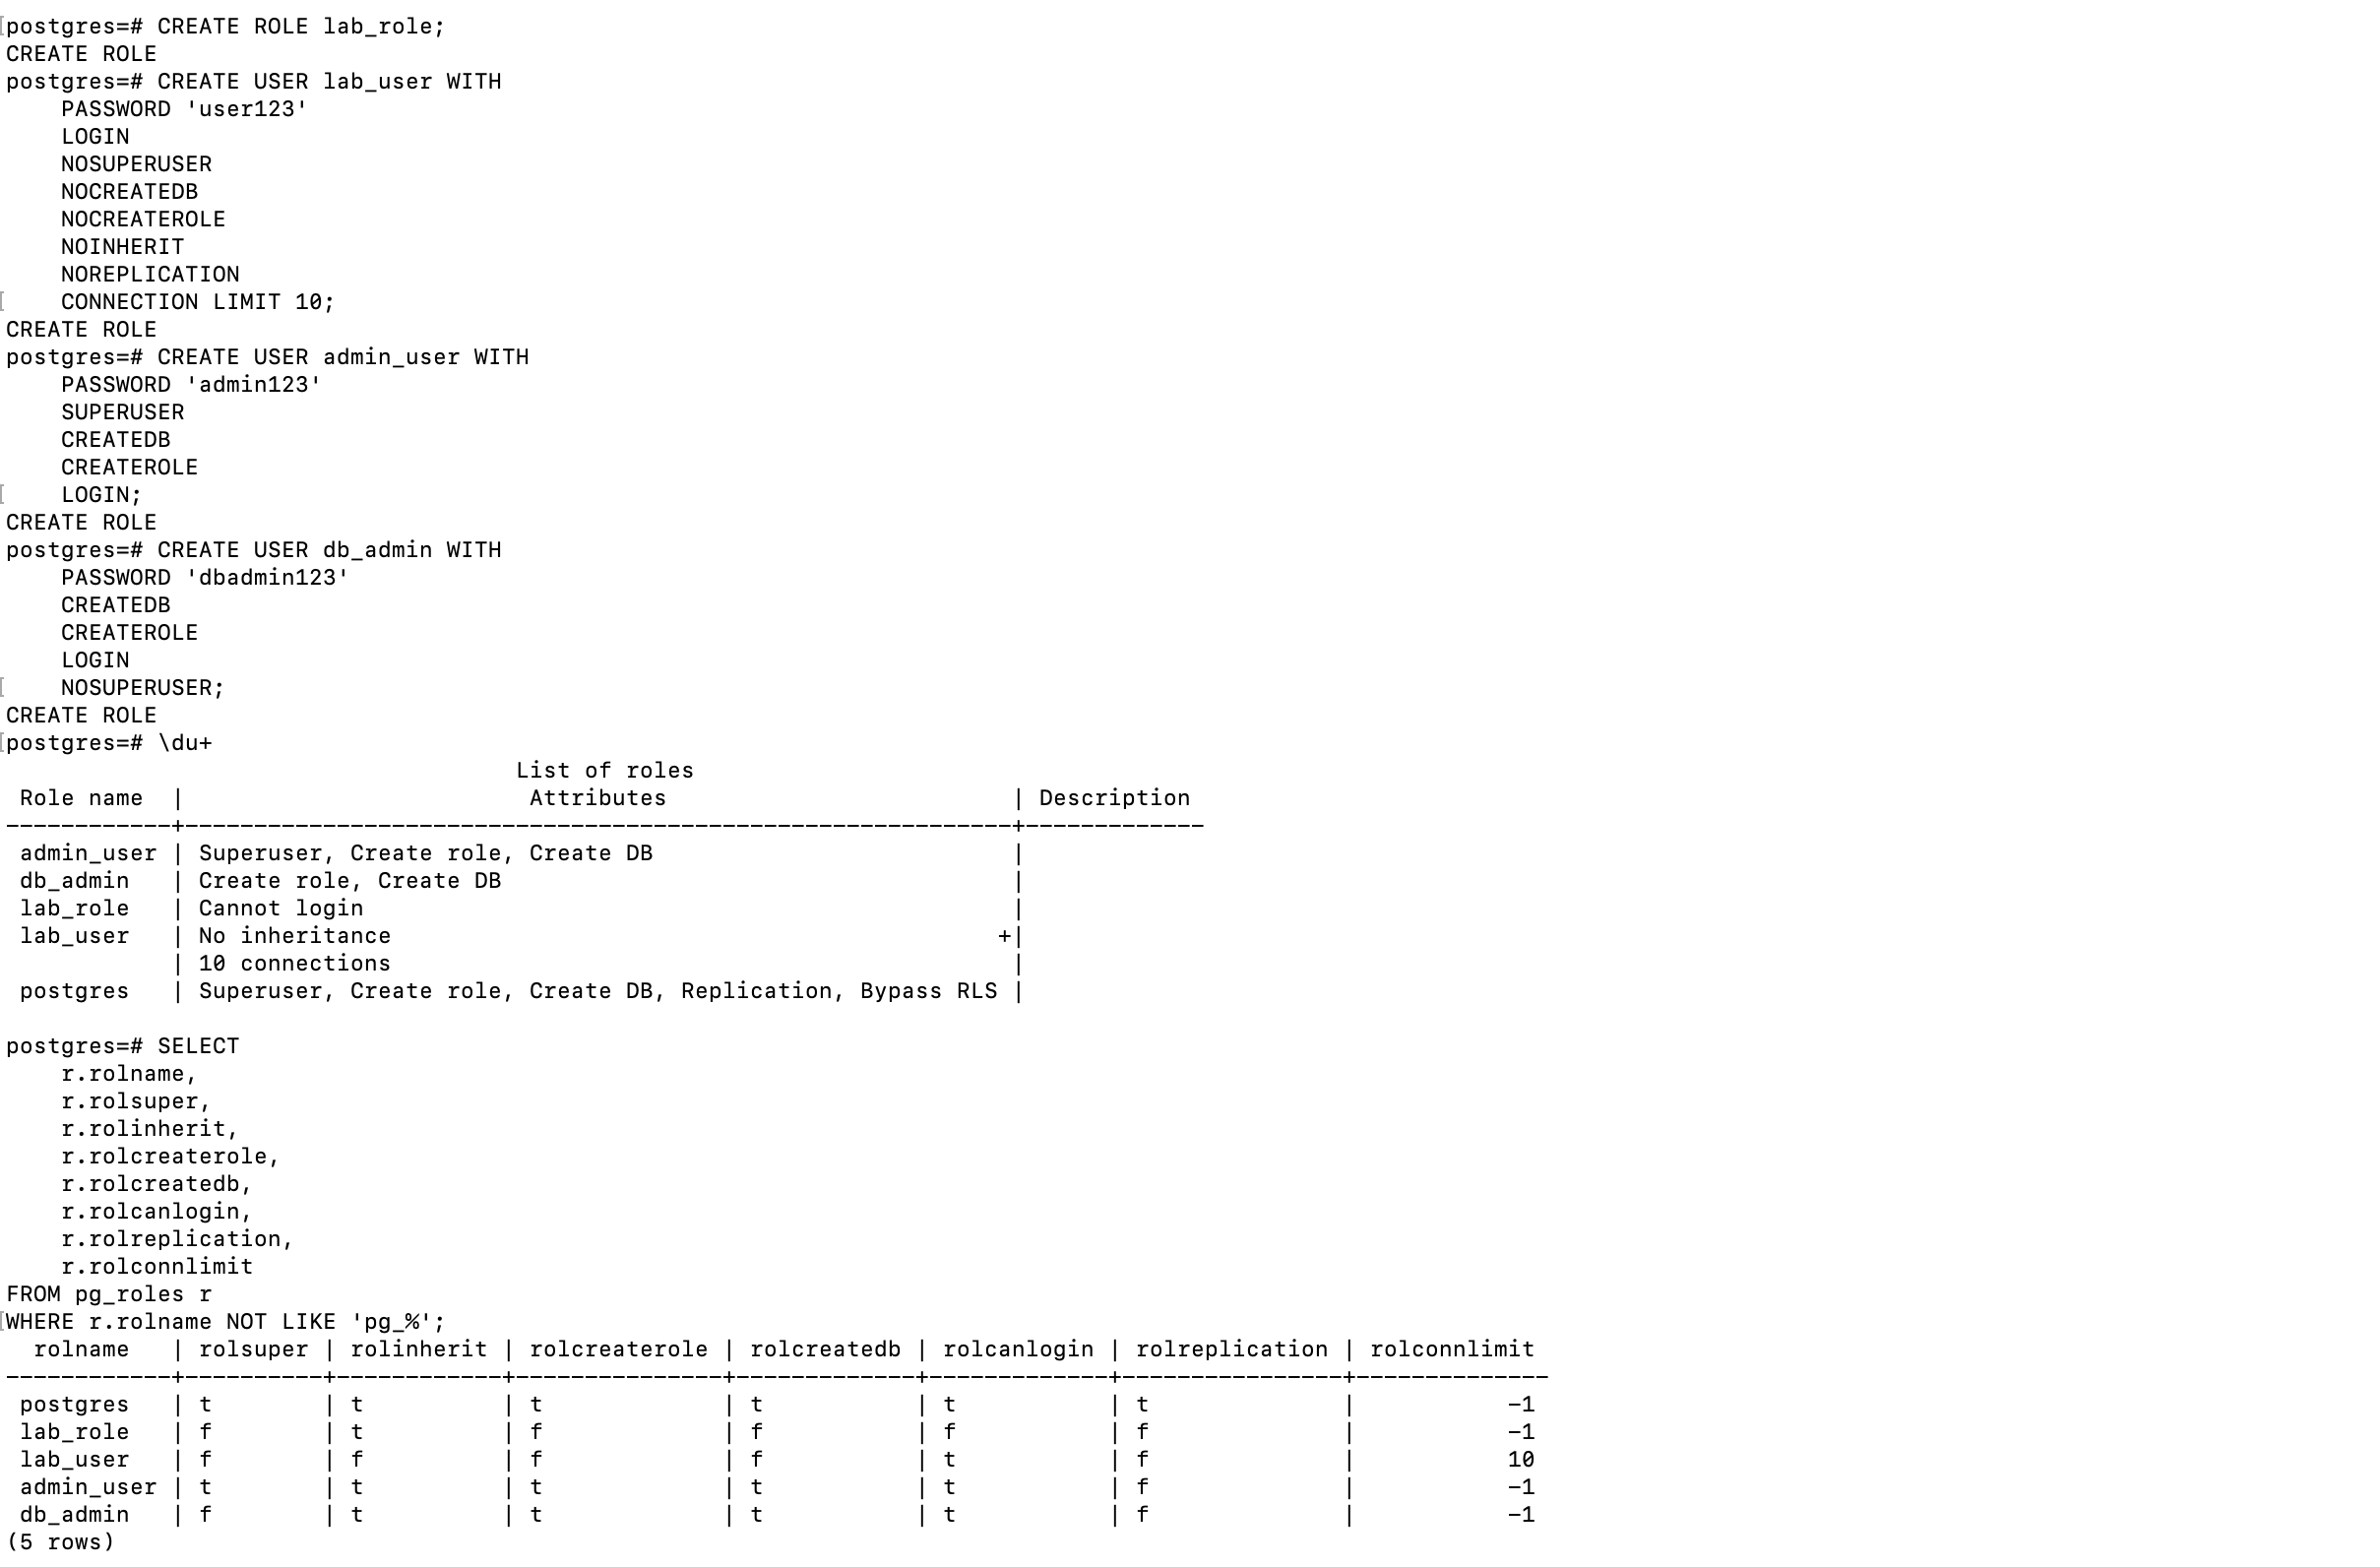 postgres=# CREATE ROLE lab_role;
CREATE ROLE
postgres=# CREATE USER lab_user WITH
    PASSWORD 'user123'
    LOGIN
    NOSUPERUSER
    NOCREATEDB
    NOCREATEROLE
    NOINHERIT
    NOREPLICATION
    CONNECTION LIMIT 10;
CREATE ROLE
postgres=# CREATE USER admin_user WITH
    PASSWORD 'admin123'
    SUPERUSER
    CREATEDB
    CREATEROLE
    LOGIN;
CREATE ROLE
postgres=# CREATE USER db_admin WITH
    PASSWORD 'dbadmin123'
    CREATEDB
    CREATEROLE
    LOGIN
    NOSUPERUSER;
CREATE ROLE
postgres=# \du+
                                     List of roles
 Role name  |                         Attributes                         | Description
------------+------------------------------------------------------------+-------------
 admin_user | Superuser, Create role, Create DB                          |
 db_admin   | Create role, Create DB                                     |
 lab_role   | Cannot login                                               |
 lab_user   | No inheritance                                            +|
            | 10 connections                                             |
 postgres   | Superuser, Create role, Create DB, Replication, Bypass RLS |

postgres=# SELECT
    r.rolname,
    r.rolsuper,
    r.rolinherit,
    r.rolcreaterole,
    r.rolcreatedb,
    r.rolcanlogin,
    r.rolreplication,
    r.rolconnlimit
FROM pg_roles r
WHERE r.rolname NOT LIKE 'pg_%';
  rolname   | rolsuper | rolinherit | rolcreaterole | rolcreatedb | rolcanlogin | rolreplication | rolconnlimit
------------+----------+------------+---------------+-------------+-------------+----------------+--------------
 postgres   | t        | t          | t             | t           | t           | t              |           -1
 lab_role   | f        | t          | f             | f           | f           | f              |           -1
 lab_user   | f        | f          | f             | f           | t           | f              |           10
 admin_user | t        | t          | t             | t           | t           | f              |           -1
 db_admin   | f        | t          | t             | t           | t           | f              |           -1
(5 rows)